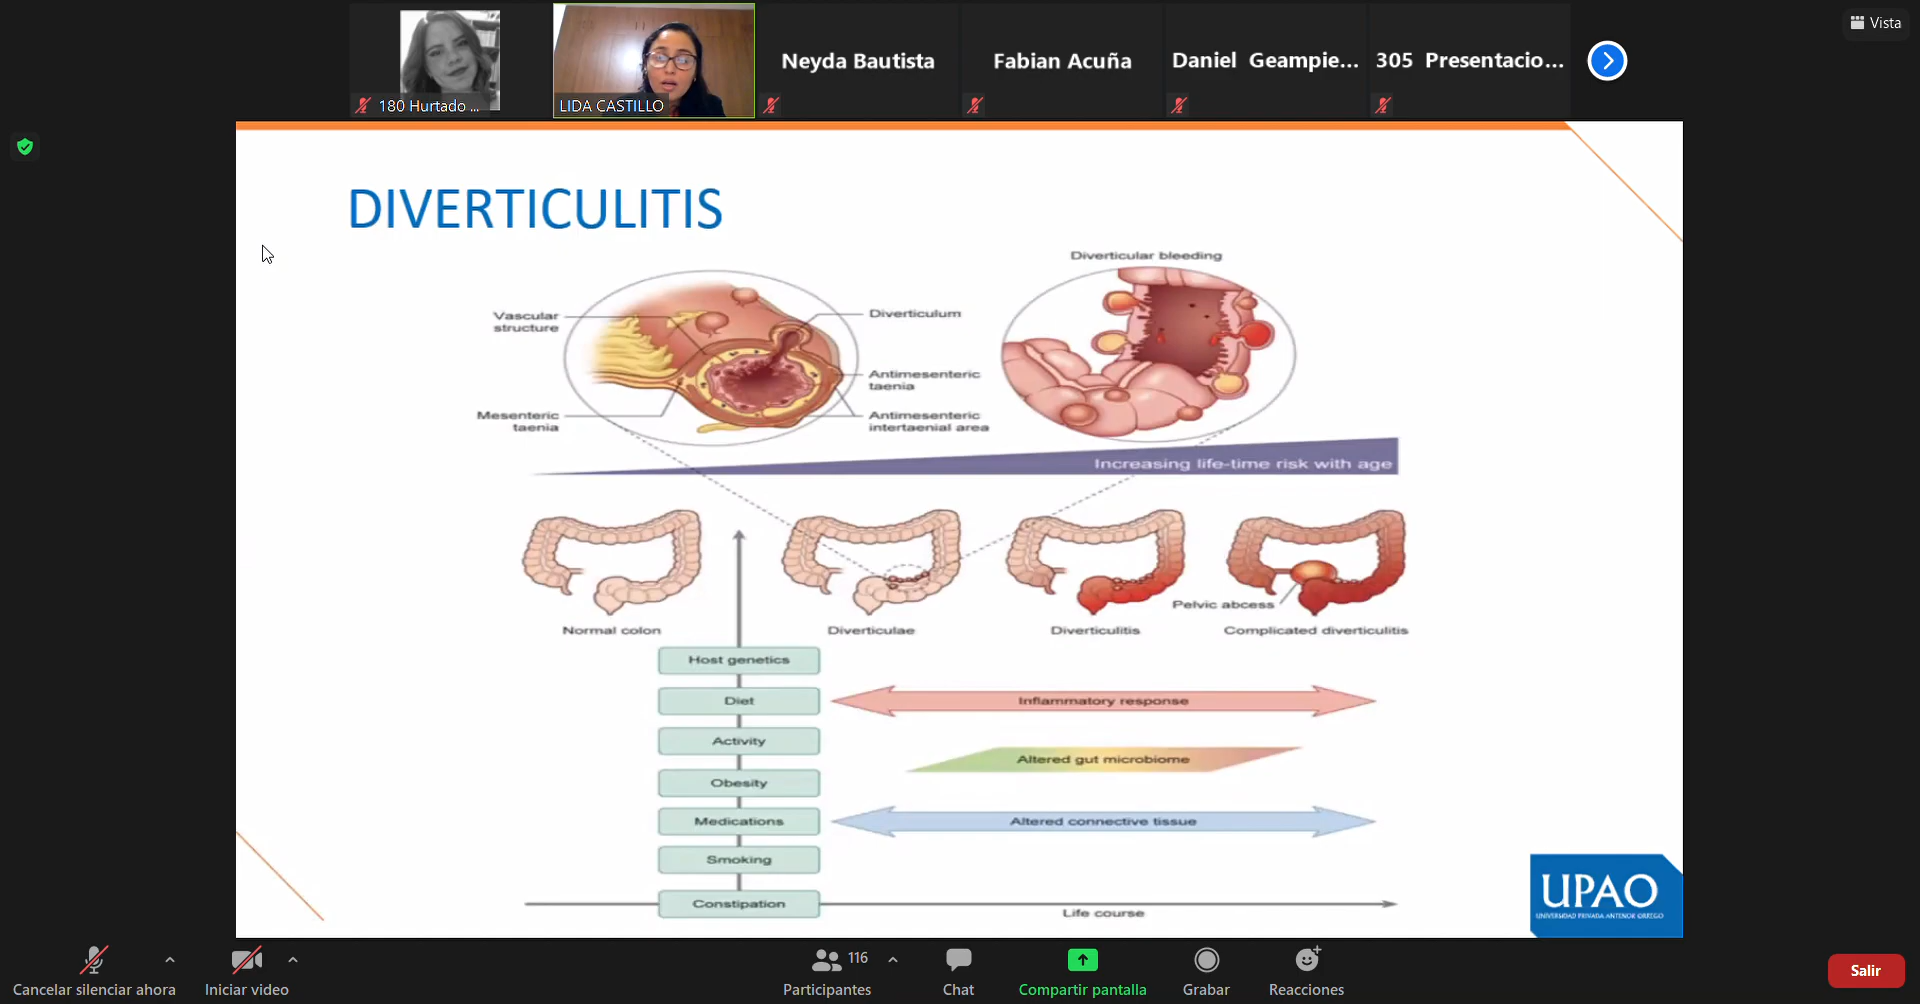 Vista
180 Hurtado ...
LIDA CASTILLO
Neyda Bautista
Fabian Acuña
Daniel Geampie...
305 Presentacio...
DIVERTICULITIS
Diverticular bleeding
Vascular
structure
Diverticulum
Antimesenteric
taenia
Mesenteric
taenia
Antimesenteric
intertaenial area
Increasing life-time risk with age
Pelvic abcess
Normal colon
Diverticulae
Diverticulitis
Complicated diverticulitis
Host genetics
Diet
Inflammatory response
Activity
Altered gut microbiome
Obesity
Medications
Altered connective tissue
Smoking
Constipation
Life course
UPAO
UNIVERSIDAD PRIVADA ANTENOR ORREGO
Cancelar silenciar ahora
Iniciar video
116
Participantes
Chat
Compartir pantalla
Grabar
Reacciones
Salir